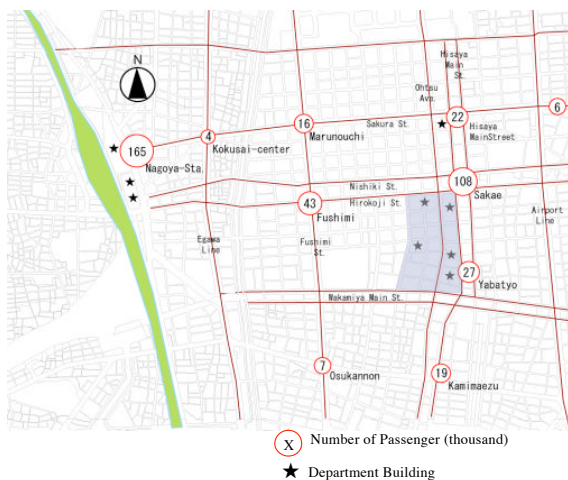 N
Hisaya
Main
St.
Ohtsu
Ave.
6
22
16
Sakura St.
Marunouchi
4
Kokusai-center
Hisaya
MainStreet
165
Nagoya-Sta.
108
Nishiki St.
Sakae
43
Hirokoji St.
Fushimi
Airport
Line
Egawa
Line
Fushimi
St.
27
Yabatyo
Wakamiya Main St.
7
Osukannon
19
Kamimaezu
X Number of Passenger (thousand)
Department Building